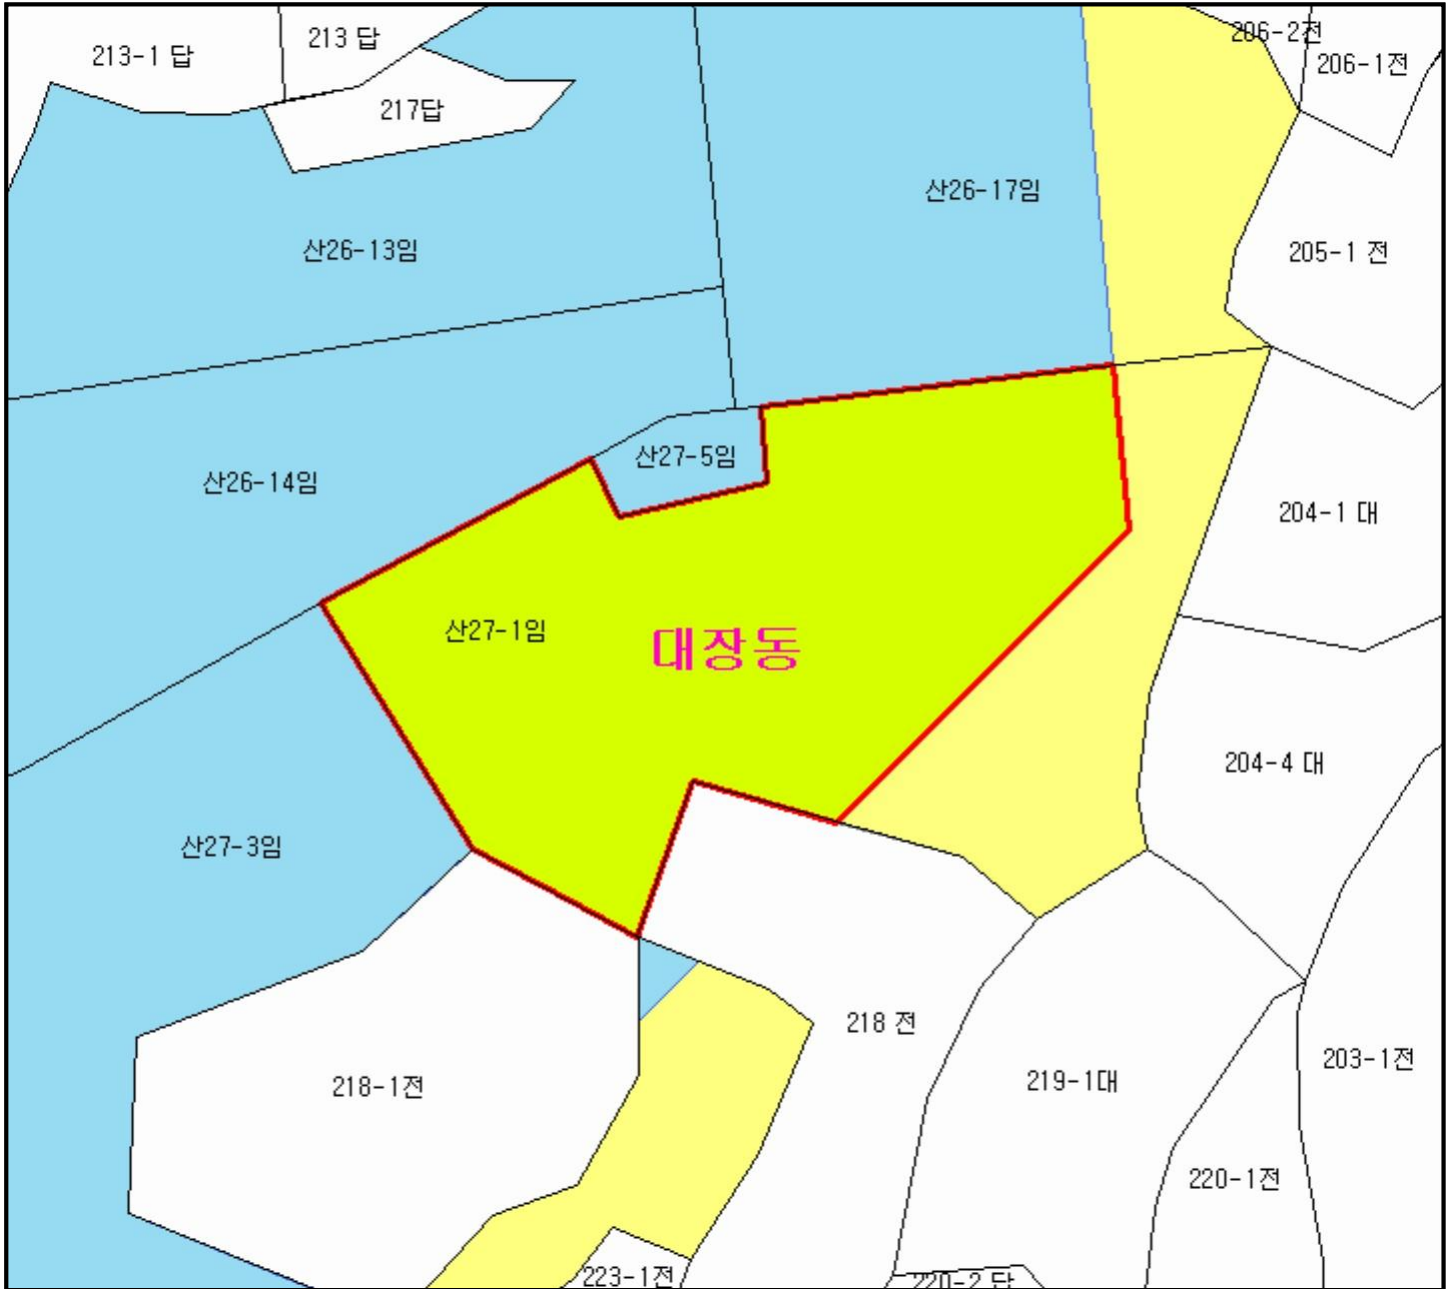 213-1 답
213 답
206-2전
206-1전
217답
산26-17임
산26-13임
205-1 전
산27-5임
산26-14임
204-1 대
산27-1임
대장동
204-4 대
산27-3임
218 전
203-1전
218-1전
219-1대
220-1전
223-1전
220-2 답